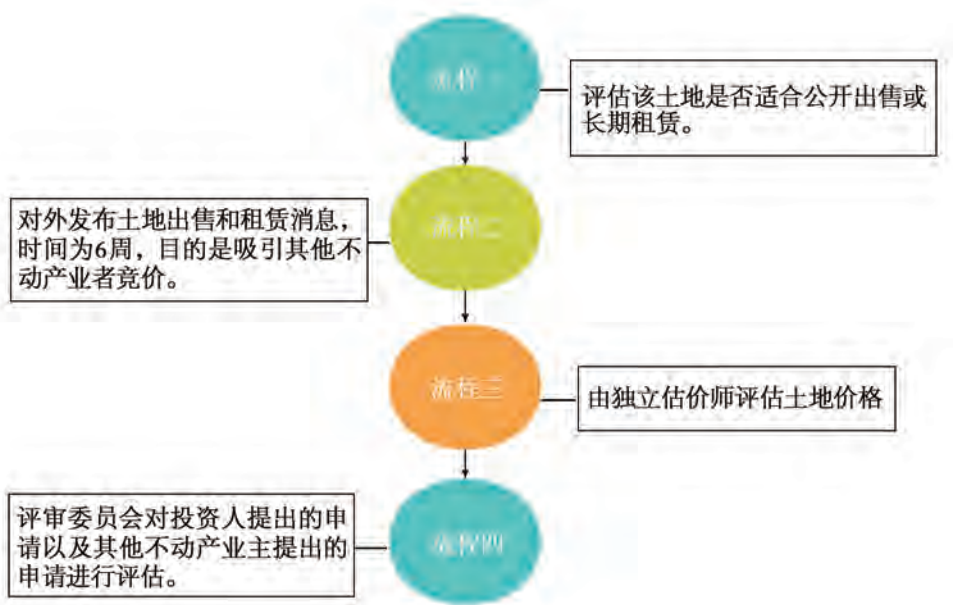 流程一
评估该土地是否适合公开出售或
长期租赁。
对外发布土地出售和租赁消息，
时间为6周，目的是吸引其他不
动产业者竞价。
流程二
流程三
由独立估价师评估土地价格
评审委员会对投资人提出的申
请以及其他不动产业主提出的
申请进行评估。
流程四